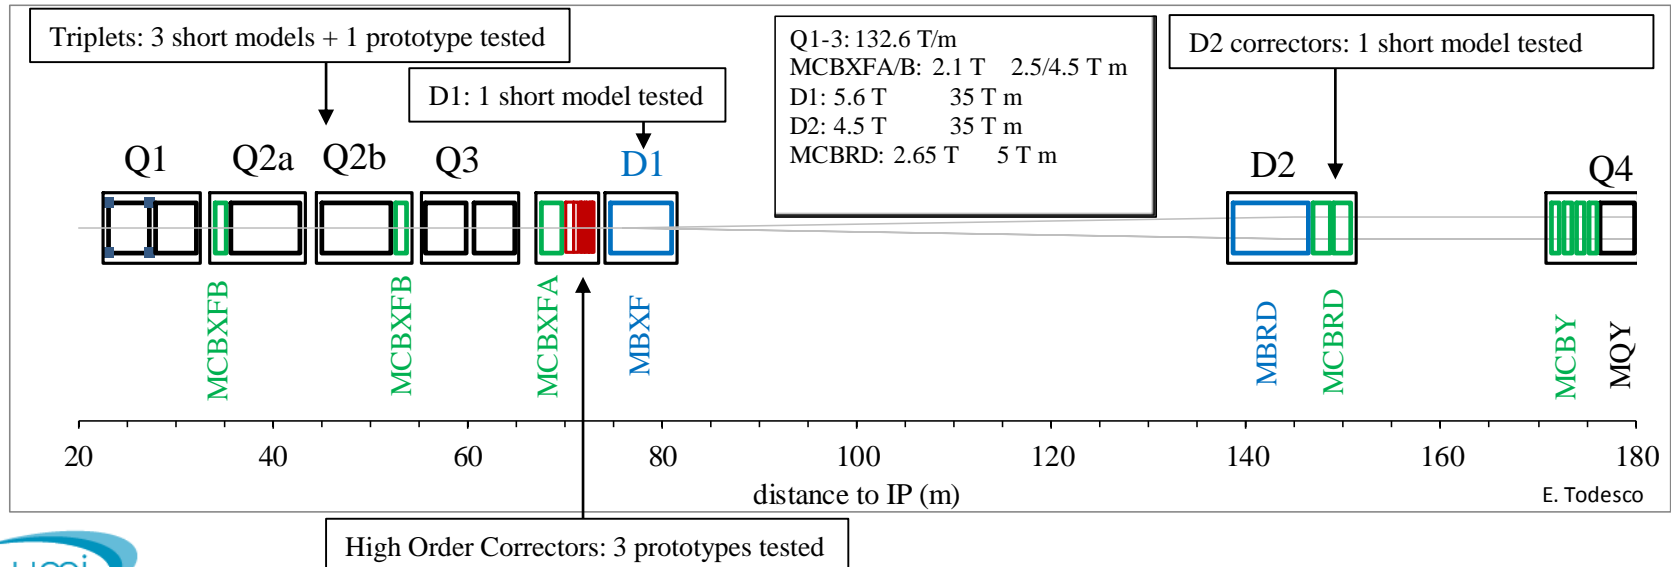 Triplets: 3 short models + 1 prototype tested
D1: 1 short model tested
Q1-3: 132.6 T/m
MCBXFA/B: 2.1 T 2.5/4.5 T m
D1: 5.6 T 35 T m
D2: 4.5 T 35 T m
MCBRD: 2.65 T 5 T m
D2 correctors: 1 short model tested
Q1 Q2a Q2b Q3 D1 D2 Q4
MCBXFB MCBXFB MCBXFA MBXF MBRD MCBRD MCBY MQY
20 40 60 80 100 120 140 160 180
distance to IP (m)
E. Todesco
High Order Correctors: 3 prototypes tested